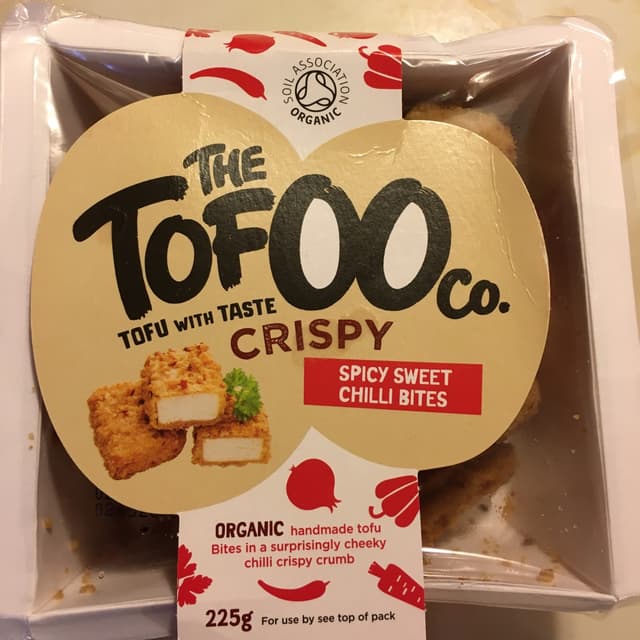 SOIL ASSOCIATION
ORGANIC
THE
TOFOO
CO.
TOFU WITH TASTE
CRISPY
SPICY SWEET
CHILLI BITES
ORGANIC handmade tofu
Bites in a surprisingly cheeky
chilli crispy crumb
225g For use by see top of pack